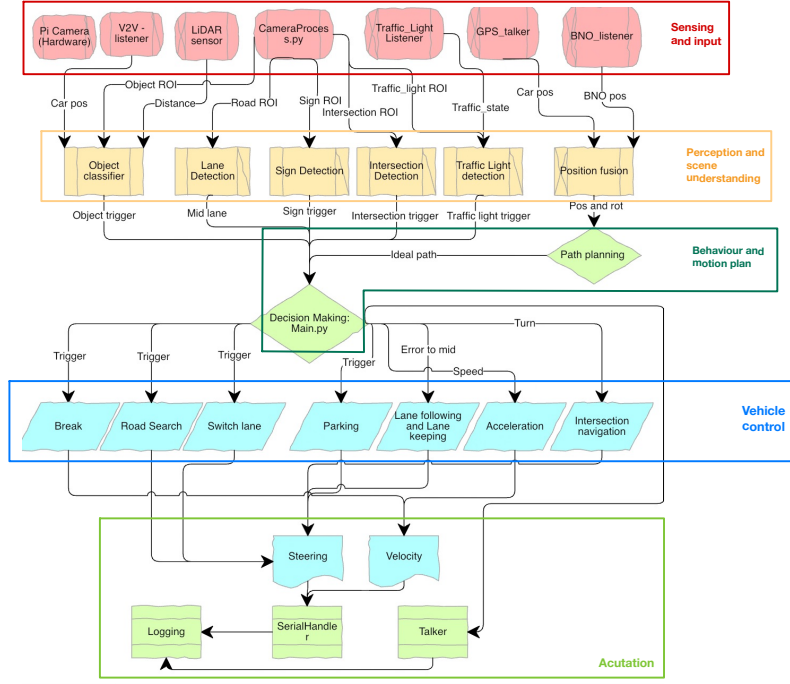 Pi Camera
(Hardware)
V2V -
listener
LiDAR
sensor
CameraProces
s.py
Traffic_Light
Listener
GPS_talker
BNO_listener
Sensing
and input
Object ROI
Car pos
Distance
Road ROI
Sign ROI
Intersection ROI
Traffic_light ROI
Traffic_state
Car pos
BNO pos
Object
classifier
Lane
Detection
Sign Detection
Intersection
Detection
Traffic Light
detection
Position fusion
Perception and
scene
understanding
Object trigger
Mid lane
Sign trigger
Intersection trigger
Traffic light trigger
Pos and rot
Ideal path
Path planning
Behaviour and
motion plan
Decision Making:
Main.py
Trigger
Trigger
Trigger
Trigger
Error to mid
Speed
Turn
Break
Road Search
Switch lane
Parking
Lane following
and Lane
keeping
Acceleration
Intersection
navigation
Vehicle
control
Steering
Velocity
Logging
SerialHandle
r
Talker
Acutation